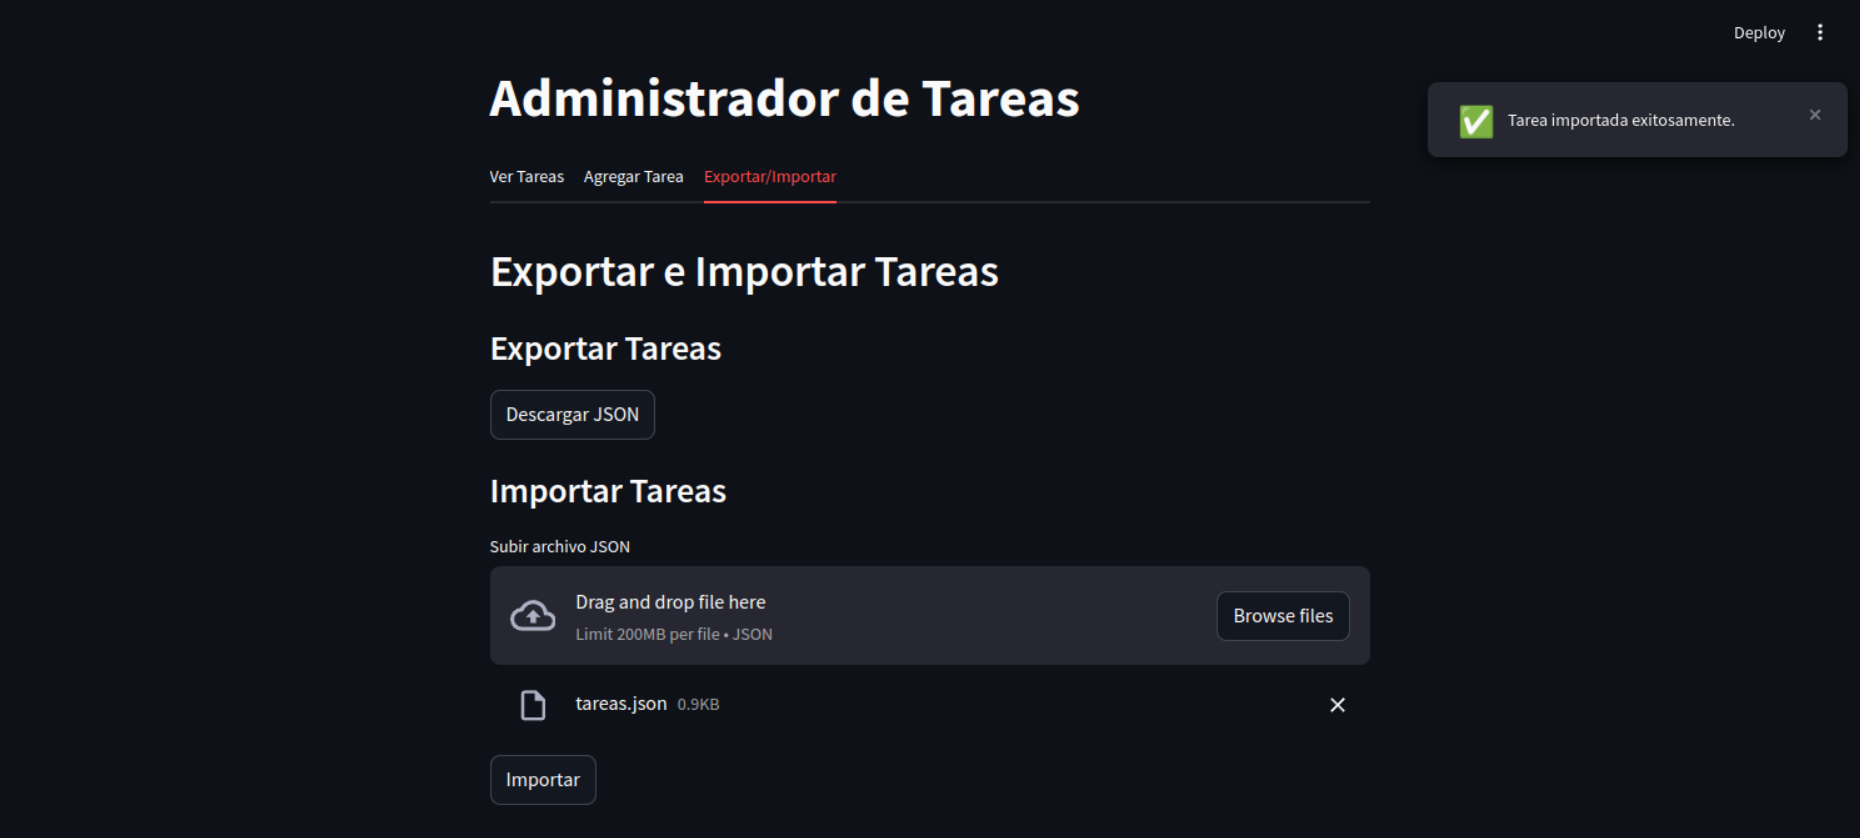 Deploy
Administrador de Tareas
Tarea importada exitosamente.
Ver Tareas Agregar Tarea Exportar/Importar
Exportar e Importar Tareas
Exportar Tareas
Descargar JSON
Importar Tareas
Subir archivo JSON
Drag and drop file here
Limit 200MB per file • JSON
Browse files
tareas.json 0.9KB
Importar